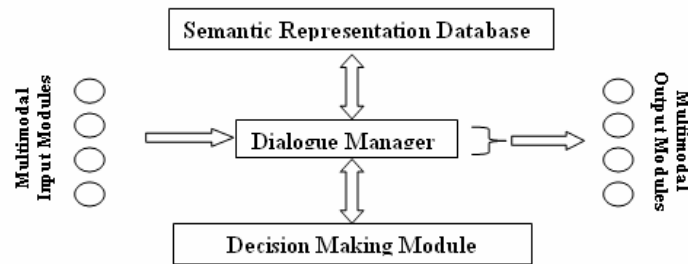 Semantic Representation Database
Multimodal
Input Modules
Dialogue Manager
Multimodal
Output Modules
Decision Making Module